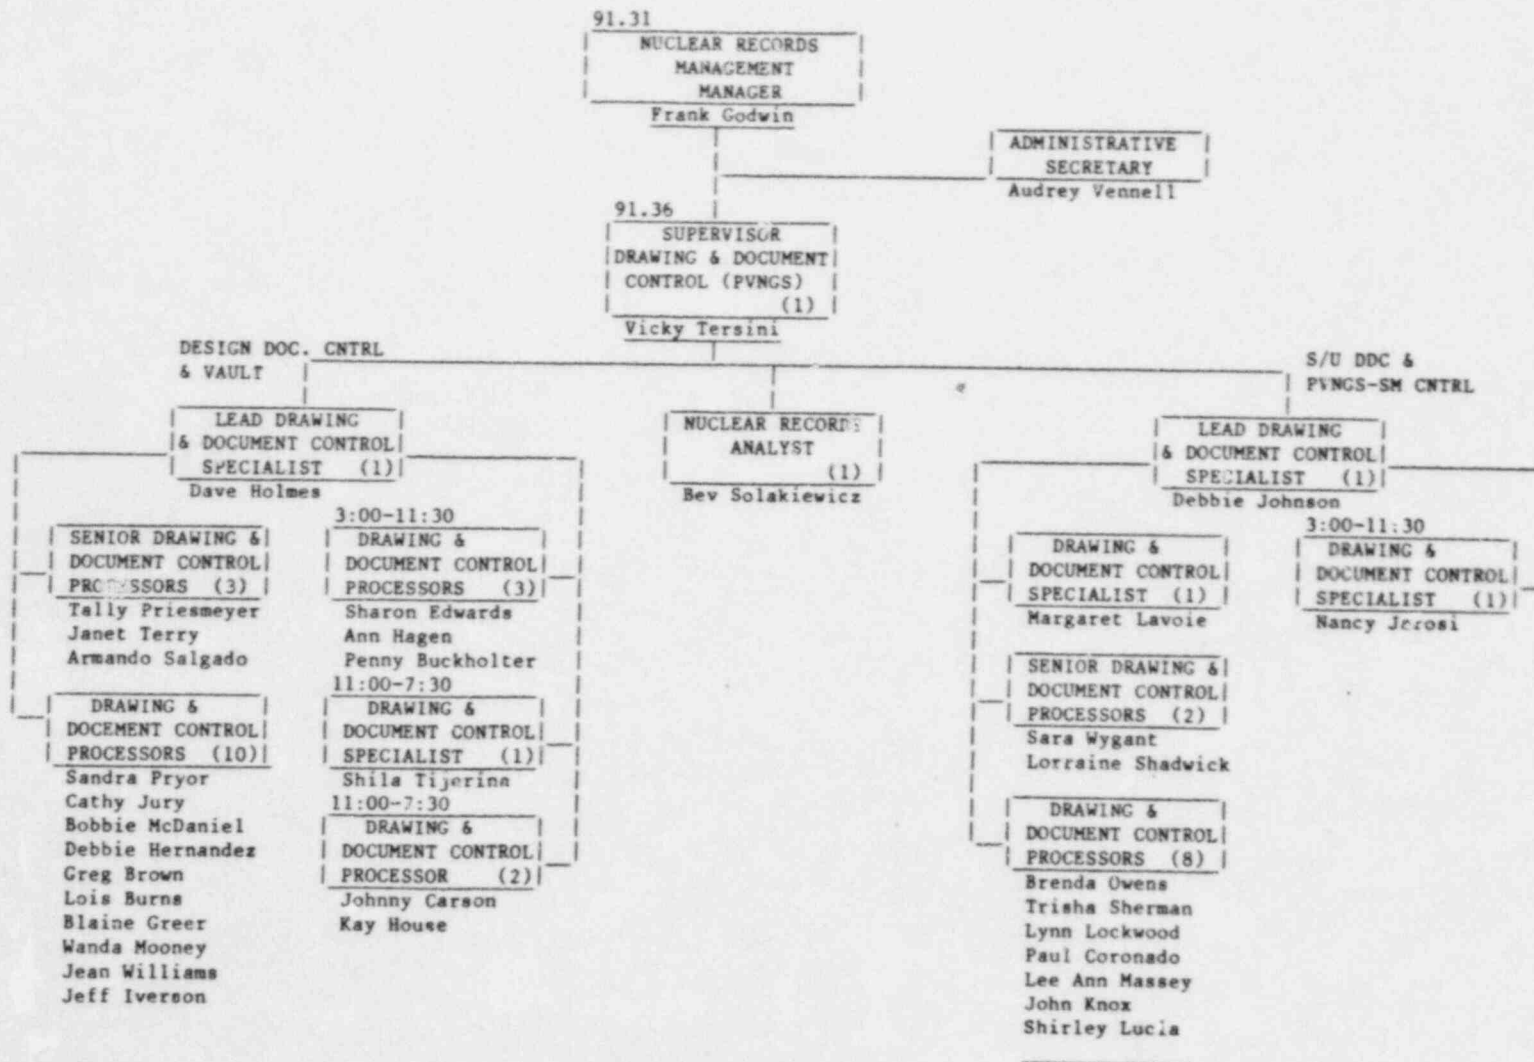 91.31
NUCLEAR RECORDS
MANAGEMENT
MANAGER
Frank Godwin
ADMINISTRATIVE
SECRETARY
Audrey Vennell
91.36
SUPERVISOR
DRAWING & DOCUMENT
CONTROL (PVNGS)
(1)
Vicky Tersini
DESIGN DOC. CNTRL
& VAULT
S/U DDC &
PVNGS-SM CNTRL
LEAD DRAWING
& DOCUMENT CONTROL
SPECIALIST (1)
Dave Holmes
SENIOR DRAWING &
DOCUMENT CONTROL
PROCESSORS (3)
Tally Priesmeyer
Janet Terry
Armando Salgado
DRAWING &
DOCEMENT CONTROL
PROCESSORS (10)
Sandra Pryor
Cathy Jury
Bobbie McDaniel
Debbie Hernandez
Greg Brown
Lois Burns
Blaine Greer
Wanda Mooney
Jean Williams
Jeff Iverson
3:00-11:30
DRAWING &
DOCUMENT CONTROL
PROCESSORS (3)
Sharon Edwards
Ann Hagen
Penny Buckholter
11:00-7:30
DRAWING &
DOCUMENT CONTROL
SPECIALIST (1)
Shila Tijerina
11:00-7:30
DRAWING &
DOCUMENT CONTROL
PROCESSOR (2)
Johnny Carson
Kay House
NUCLEAR RECORDS
ANALYST
(1)
Bev Solakiewicz
LEAD DRAWING
& DOCUMENT CONTROL
SPECIALIST (1)
Debbie Johnson
DRAWING &
DOCUMENT CONTROL
SPECIALIST (1)
Margaret Lavoie
SENIOR DRAWING &
DOCUMENT CONTROL
PROCESSORS (2)
Sara Wygant
Lorraine Shadwick
DRAWING &
DOCUMENT CONTROL
PROCESSORS (8)
Brenda Owens
Trisha Sherman
Lynn Lockwood
Paul Coronado
Lee Ann Massey
John Knox
Shirley Lucia
3:00-11:30
DRAWING &
DOCUMENT CONTROL
SPECIALIST (1)
Nancy